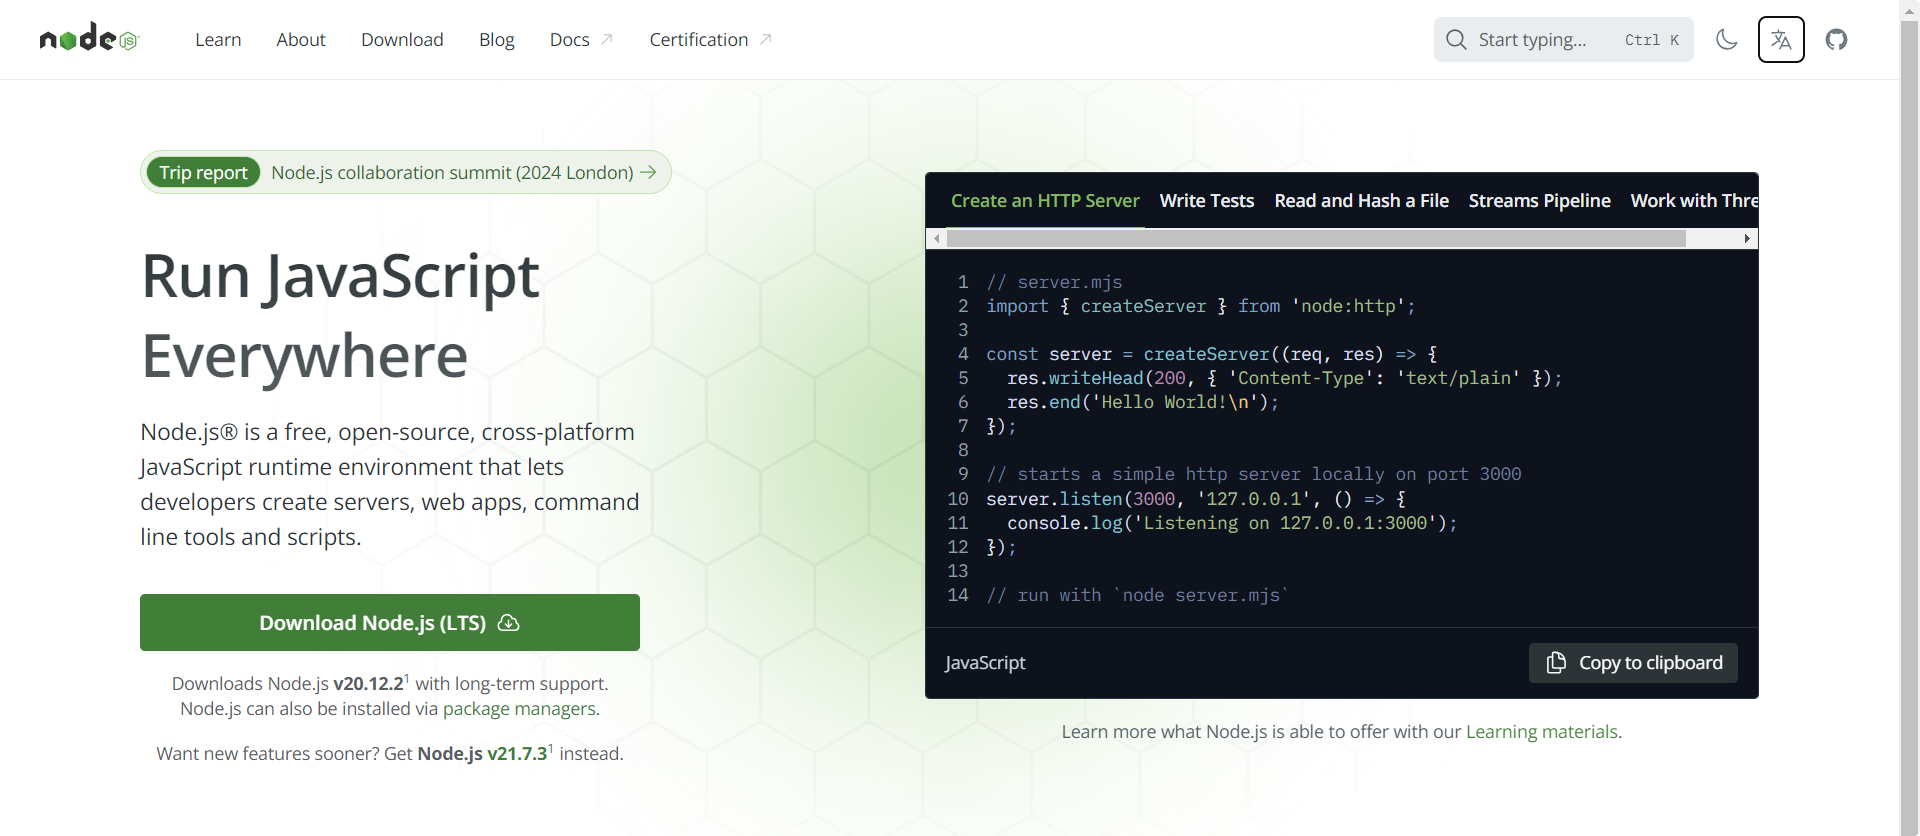 node JS
Learn About Download Blog Docs Certification
Start typing... Ctrl K
Trip report Node.js collaboration summit (2024 London)
Run JavaScript
Everywhere
Node.js® is a free, open-source, cross-platform
JavaScript runtime environment that lets
developers create servers, web apps, command
line tools and scripts.
Download Node.js (LTS)
Downloads Node.js v20.12.2¹ with long-term support.
Node.js can also be installed via package managers.
Want new features sooner? Get Node.js v21.7.3¹ instead.
Create an HTTP Server Write Tests Read and Hash a File Streams Pipeline Work with Thre
1 // server.mjs
2 import { createServer } from 'node:http';
3
4 const server = createServer((req, res) => {
5   res.writeHead(200, { 'Content-Type': 'text/plain' });
6   res.end('Hello World!\n');
7 });
8
9 // starts a simple http server locally on port 3000
10 server.listen(3000, '127.0.0.1', () => {
11   console.log('Listening on 127.0.0.1:3000');
12 });
13
14 // run with `node server.mjs`
JavaScript
Copy to clipboard
Learn more what Node.js is able to offer with our Learning materials.